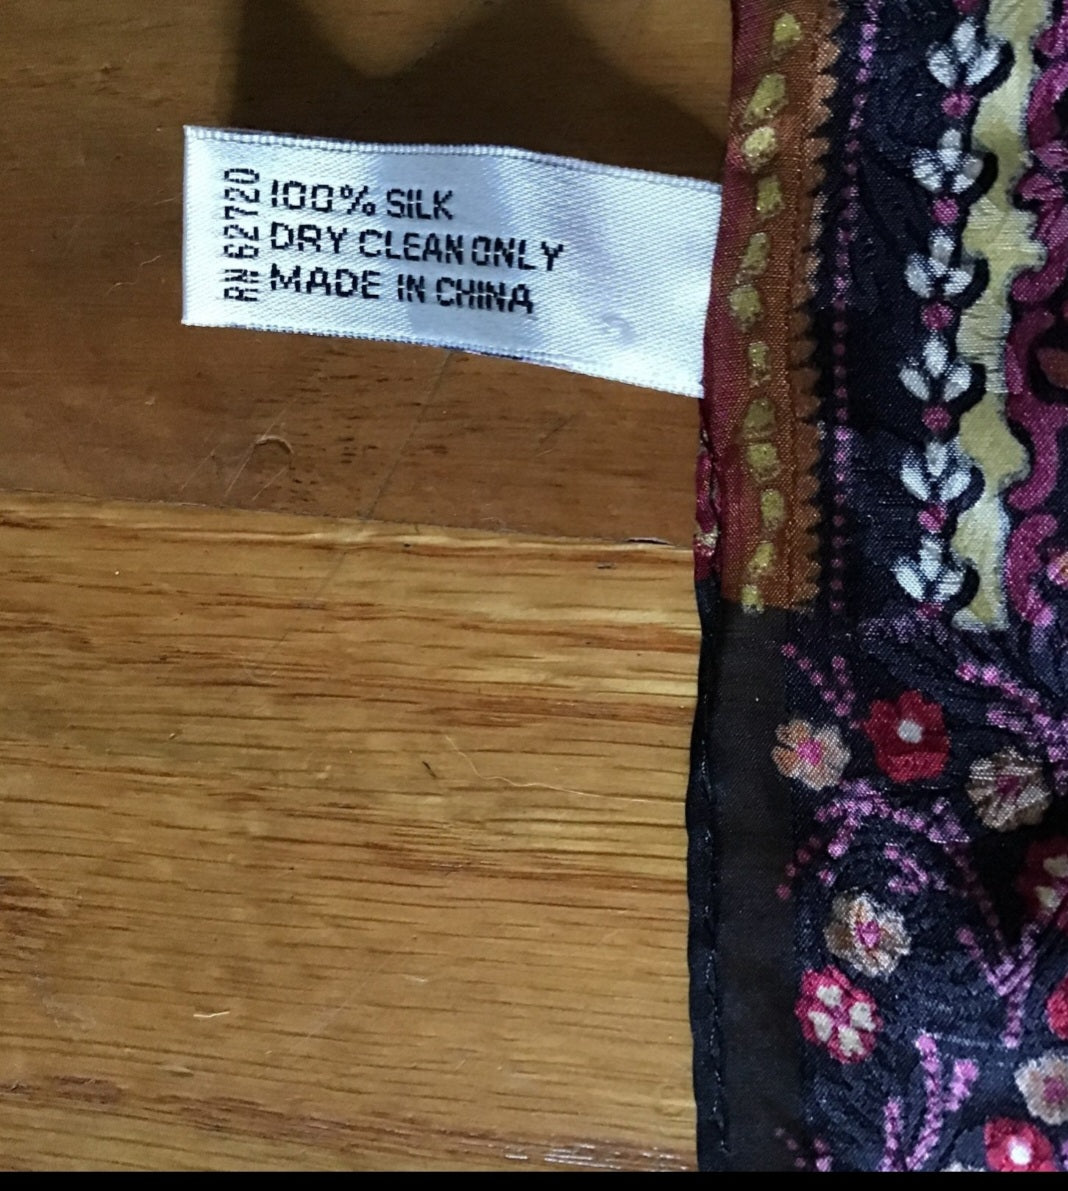 RN 62720
100% SILK
DRY CLEAN ONLY
MADE IN CHINA